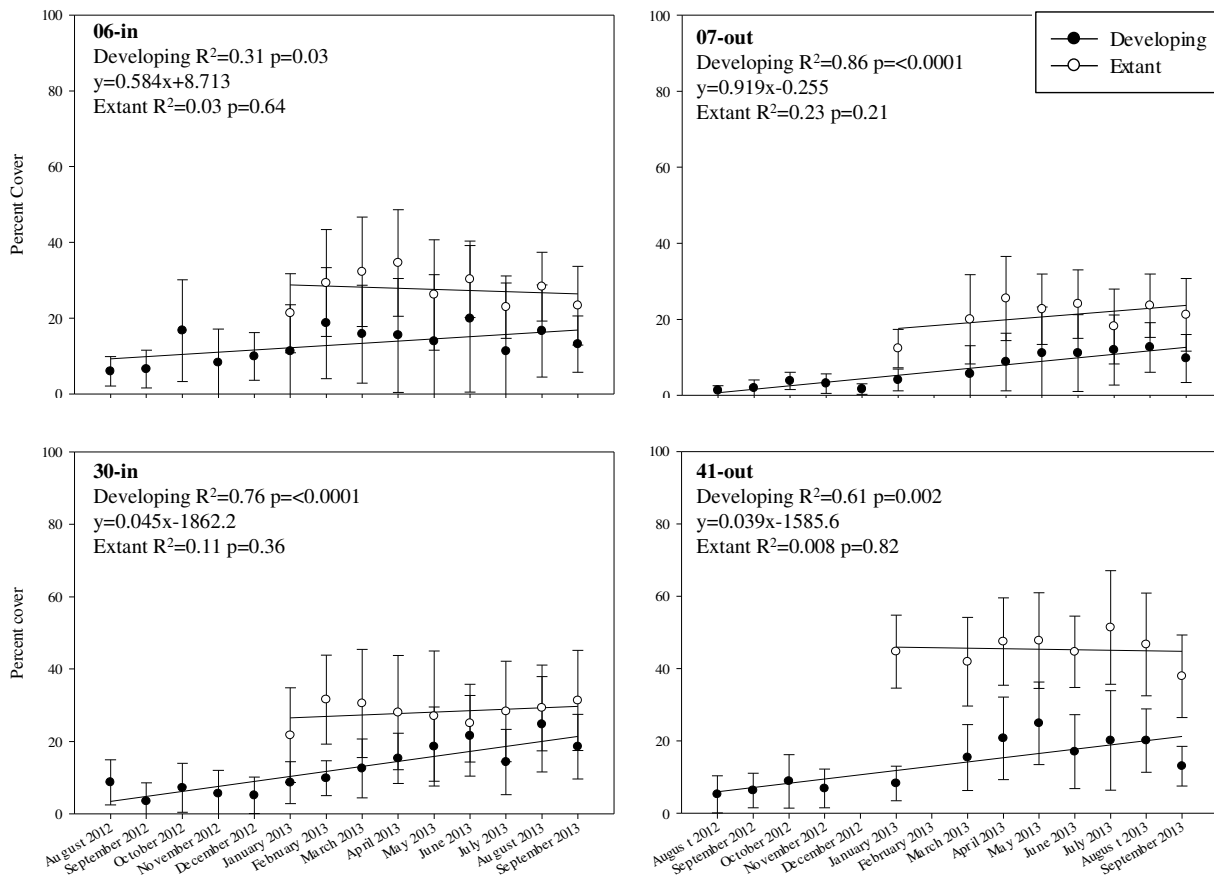 06-in
Developing R²=0.31 p=0.03
y=0.584x+8.713
Extant R²=0.03 p=0.64
07-out
Developing R²=0.86 p=<0.0001
y=0.919x-0.255
Extant R²=0.23 p=0.21
Developing
Extant
Percent Cover
100
80
60
40
20
0
100
80
60
40
20
0
30-in
Developing R²=0.76 p=<0.0001
y=0.045x-1862.2
Extant R²=0.11 p=0.36
41-out
Developing R²=0.61 p=0.002
y=0.039x-1585.6
Extant R²=0.008 p=0.82
Percent cover
100
80
60
40
20
0
100
80
60
40
20
0
August 2012
September 2012
October 2012
November 2012
December 2012
January 2013
February 2013
March 2013
April 2013
May 2013
June 2013
July 2013
August 2013
September 2013
August 2012
September 2012
October 2012
November 2012
December 2012
January 2013
February 2013
March 2013
April 2013
May 2013
June 2013
July 2013
August 2013
September 2013